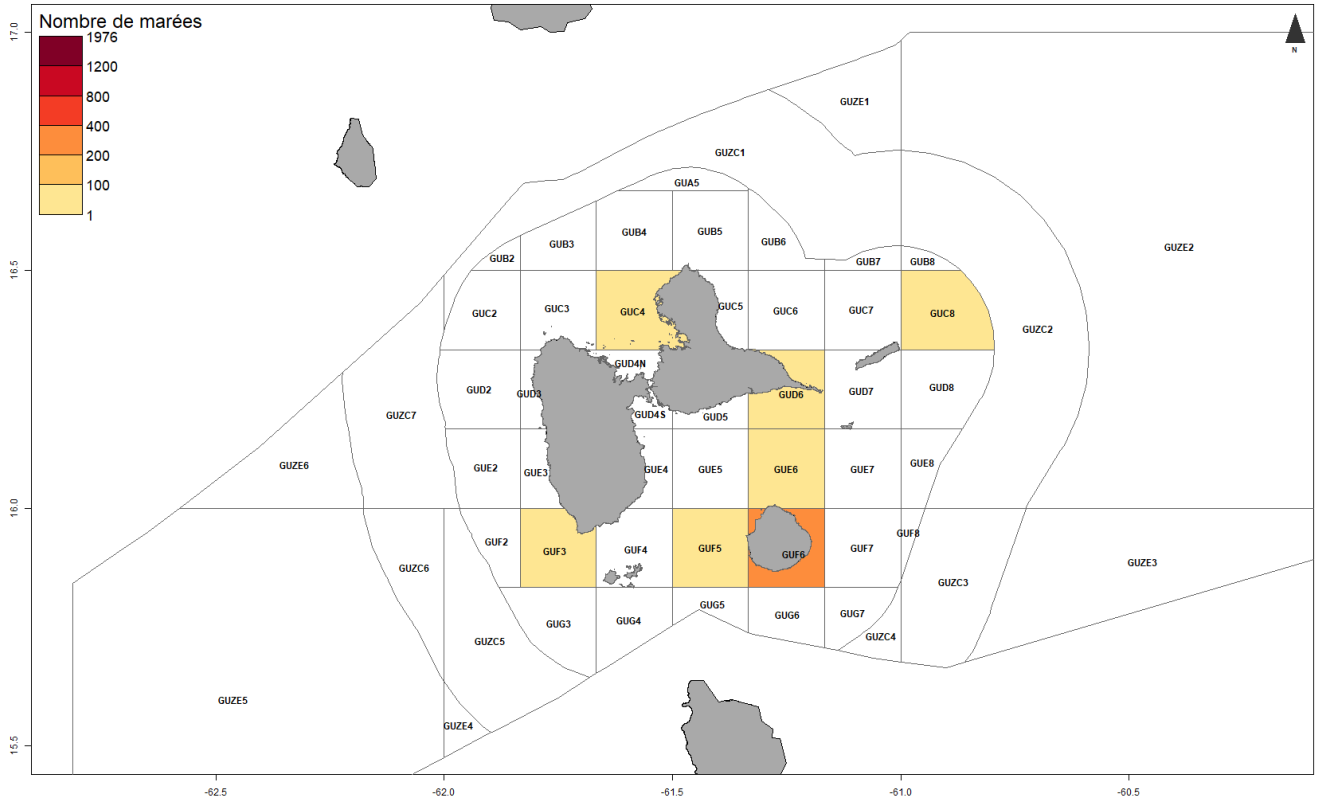 Nombre de marées
1976
1200
800
400
200
100
1
N
17.0
16.5
16.0
15.5
GUZE1
GUZC1
GUA5
GUB4
GUB5
GUB3
GUB6
GUB2
GUB7
GUB8
GUZE2
GUC2
GUC3
GUC4
GUC5
GUC6
GUC7
GUC8
GUZC2
GUD4N
GUD2
GUD3
GUD6
GUD7
GUD8
GUZC7
GUD4S
GUD5
GUZE6
GUE2
GUE3
GUE4
GUE5
GUE6
GUE7
GUE8
GUF2
GUF3
GUF4
GUF5
GUF6
GUF7
GUF8
GUZE3
GUZC6
GUZC3
GUG3
GUG4
GUG5
GUG6
GUG7
GUZC5
GUZC4
GUZE5
GUZE4
-62.5
-62.0
-61.5
-61.0
-60.5